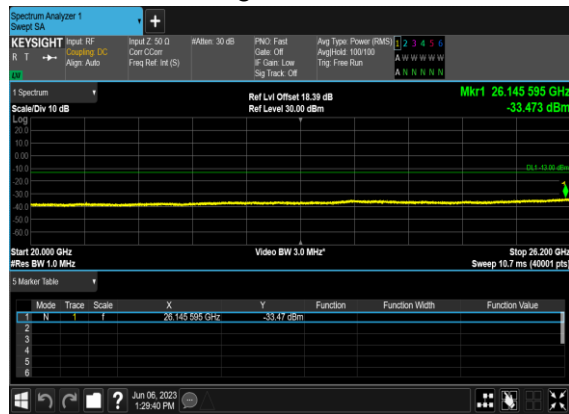 Spectrum Analyzer 1
Swept SA
+
KEYSIGHT Input: RF Input Z: 50 Ω #Atten: 30 dB PNO: Fast Avg Type: Power (RMS) 1 2 3 4 5 6
R T Coupling: DC Corr CCorr Gate: Off Avg|Hold: 100/100 A W W W W W
Align: Auto Freq Ref: Int (S) IF Gain: Low Trig: Free Run
LXI Sig Track: Off A N N N N N
1 Spectrum Ref Lvl Offset 18.39 dB Mkr1 26.145 595 GHz
Scale/Div 10 dB Ref Level 30.00 dBm -33.473 dBm
Log
20.0
10.0
0.00
-10.0 DL1 -13.00 dBm
-20.0
-30.0 1
-40.0
-50.0
-60.0
Start 20.000 GHz Video BW 3.0 MHz* Stop 26.200 GHz
#Res BW 1.0 MHz Sweep 10.7 ms (40001 pts)
5 Marker Table
Mode Trace Scale X Y Function Function Width Function Value
1 N 1 f 26.145 595 GHz -33.47 dBm
2
3
4
5
6
? Jun 06, 2023
1:29:40 PM